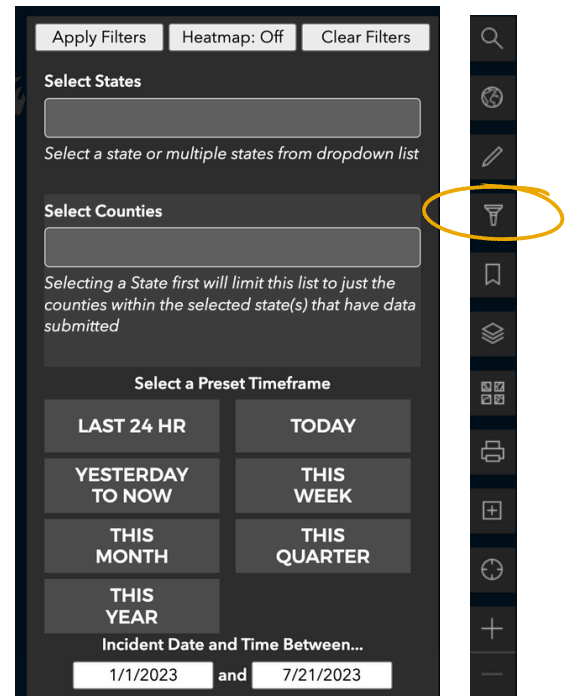 Apply Filters Heatmap: Off Clear Filters
Select States
Select a state or multiple states from dropdown list
Select Counties
Selecting a State first will limit this list to just the
counties within the selected state(s) that have data
submitted
Select a Preset Timeframe
LAST 24 HR TODAY
YESTERDAY
TO NOW
THIS
WEEK
THIS
MONTH
THIS
QUARTER
THIS
YEAR
Incident Date and Time Between...
1/1/2023 and 7/21/2023